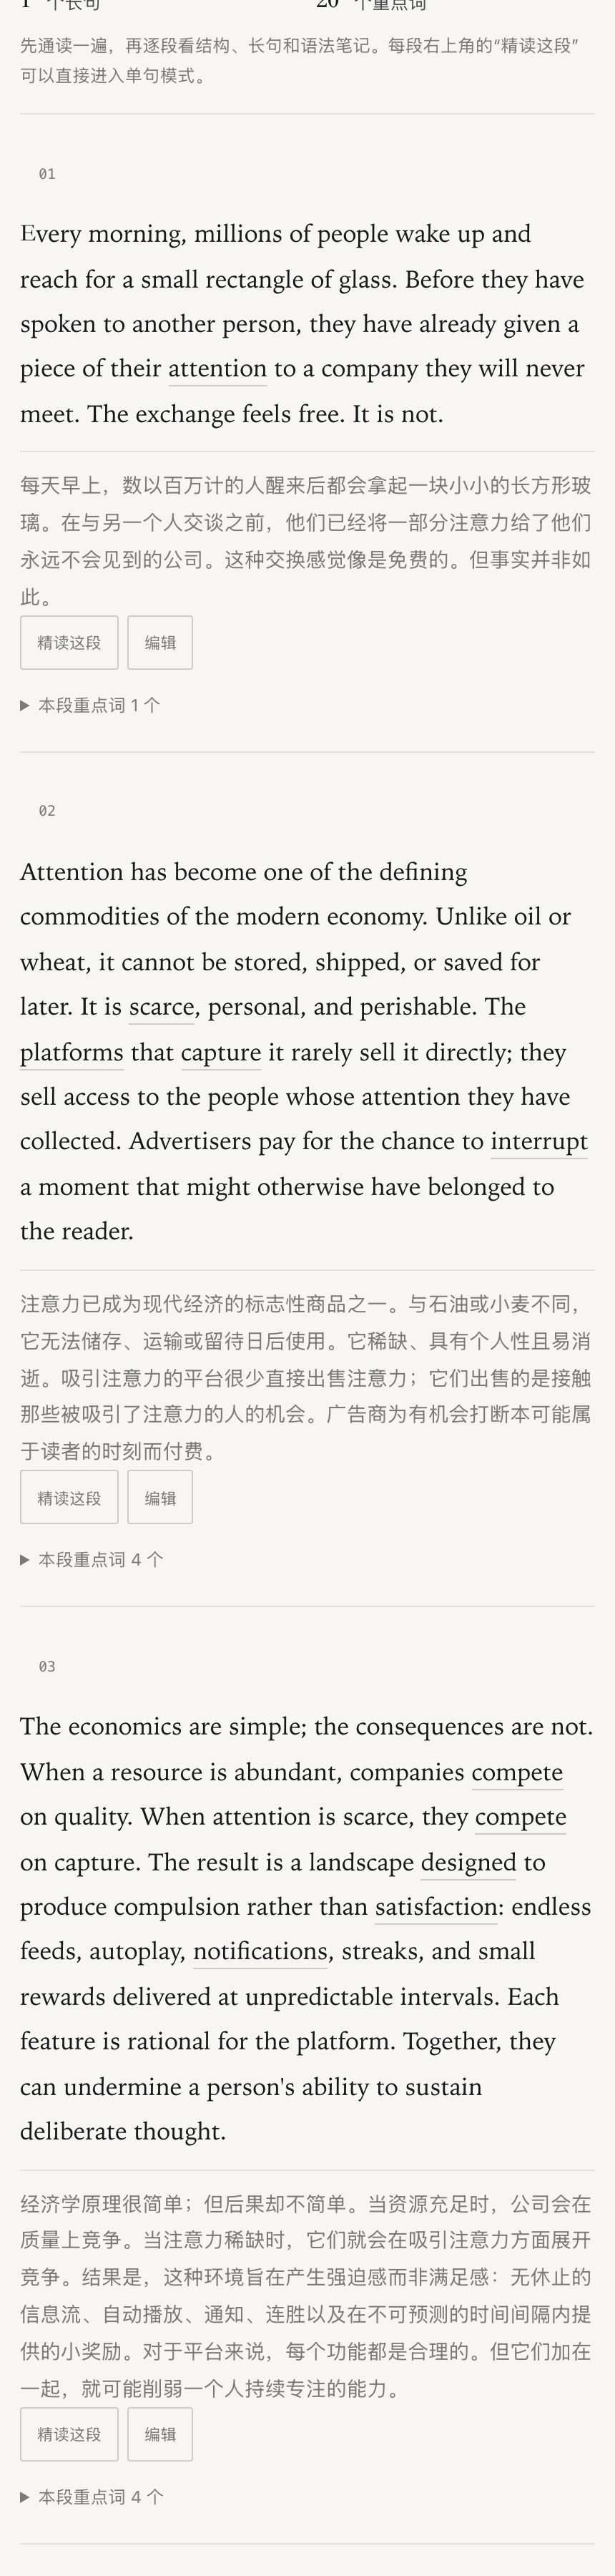 1 个长句 20 个重点词
先通读一遍，再逐段看结构、长句和语法笔记。每段右上角的“精读这段”
可以直接进入单句模式。
01
Every morning, millions of people wake up and
reach for a small rectangle of glass. Before they have
spoken to another person, they have already given a
piece of their attention to a company they will never
meet. The exchange feels free. It is not.
每天早上，数以百万计的人醒来后都会拿起一块小小的长方形玻
璃。在与另一个人交谈之前，他们已经将一部分注意力给了他们
永远不会见到的公司。这种交换感觉像是免费的。但事实并非如
此。
精读这段 编辑
▶ 本段重点词 1 个
02
Attention has become one of the defining
commodities of the modern economy. Unlike oil or
wheat, it cannot be stored, shipped, or saved for
later. It is scarce, personal, and perishable. The
platforms that capture it rarely sell it directly; they
sell access to the people whose attention they have
collected. Advertisers pay for the chance to interrupt
a moment that might otherwise have belonged to
the reader.
注意力已成为现代经济的标志性商品之一。与石油或小麦不同，
它无法储存、运输或留待日后使用。它稀缺、具有个人性且易消
逝。吸引注意力的平台很少直接出售注意力；它们出售的是接触
那些被吸引了注意力的人的机会。广告商为有机会打断本可能属
于读者的时刻而付费。
精读这段 编辑
▶ 本段重点词 4 个
03
The economics are simple; the consequences are not.
When a resource is abundant, companies compete
on quality. When attention is scarce, they compete
on capture. The result is a landscape designed to
produce compulsion rather than satisfaction: endless
feeds, autoplay, notifications, streaks, and small
rewards delivered at unpredictable intervals. Each
feature is rational for the platform. Together, they
can undermine a person's ability to sustain
deliberate thought.
经济学原理很简单；但后果却不简单。当资源充足时，公司会在
质量上竞争。当注意力稀缺时，它们就会在吸引注意力方面展开
竞争。结果是，这种环境旨在产生强迫感而非满足感：无休止的
信息流、自动播放、通知、连胜以及在不可预测的时间间隔内提
供的小奖励。对于平台来说，每个功能都是合理的。但它们加在
一起，就可能削弱一个人持续专注的能力。
精读这段 编辑
▶ 本段重点词 4 个